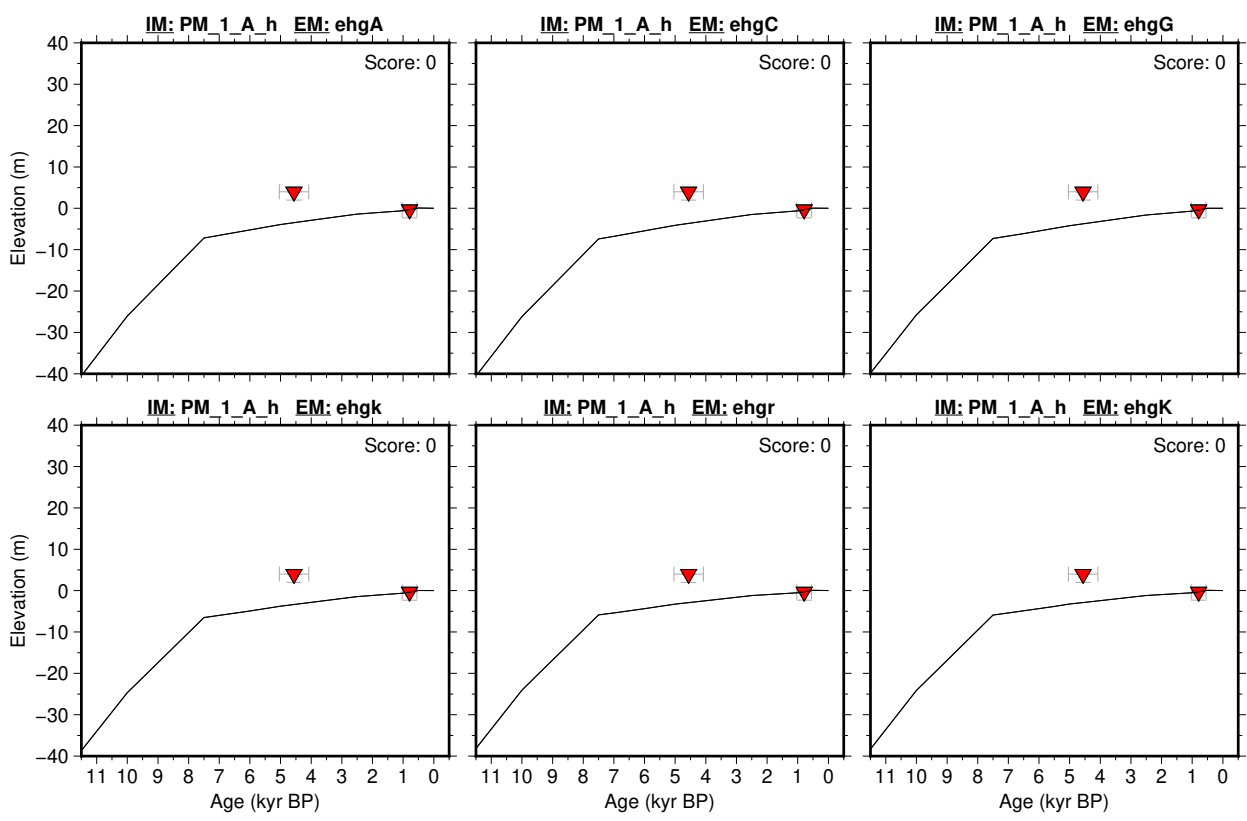 IM: PM_1_A_h EM: ehgA
IM: PM_1_A_h EM: ehgC
IM: PM_1_A_h EM: ehgG
Score: 0
Score: 0
Score: 0
Elevation (m)
40
30
20
10
0
−10
−20
−30
−40
IM: PM_1_A_h EM: ehgk
IM: PM_1_A_h EM: ehgr
IM: PM_1_A_h EM: ehgK
Score: 0
Score: 0
Score: 0
Elevation (m)
40
30
20
10
0
−10
−20
−30
−40
11 10 9 8 7 6 5 4 3 2 1 0
11 10 9 8 7 6 5 4 3 2 1 0
11 10 9 8 7 6 5 4 3 2 1 0
Age (kyr BP)
Age (kyr BP)
Age (kyr BP)